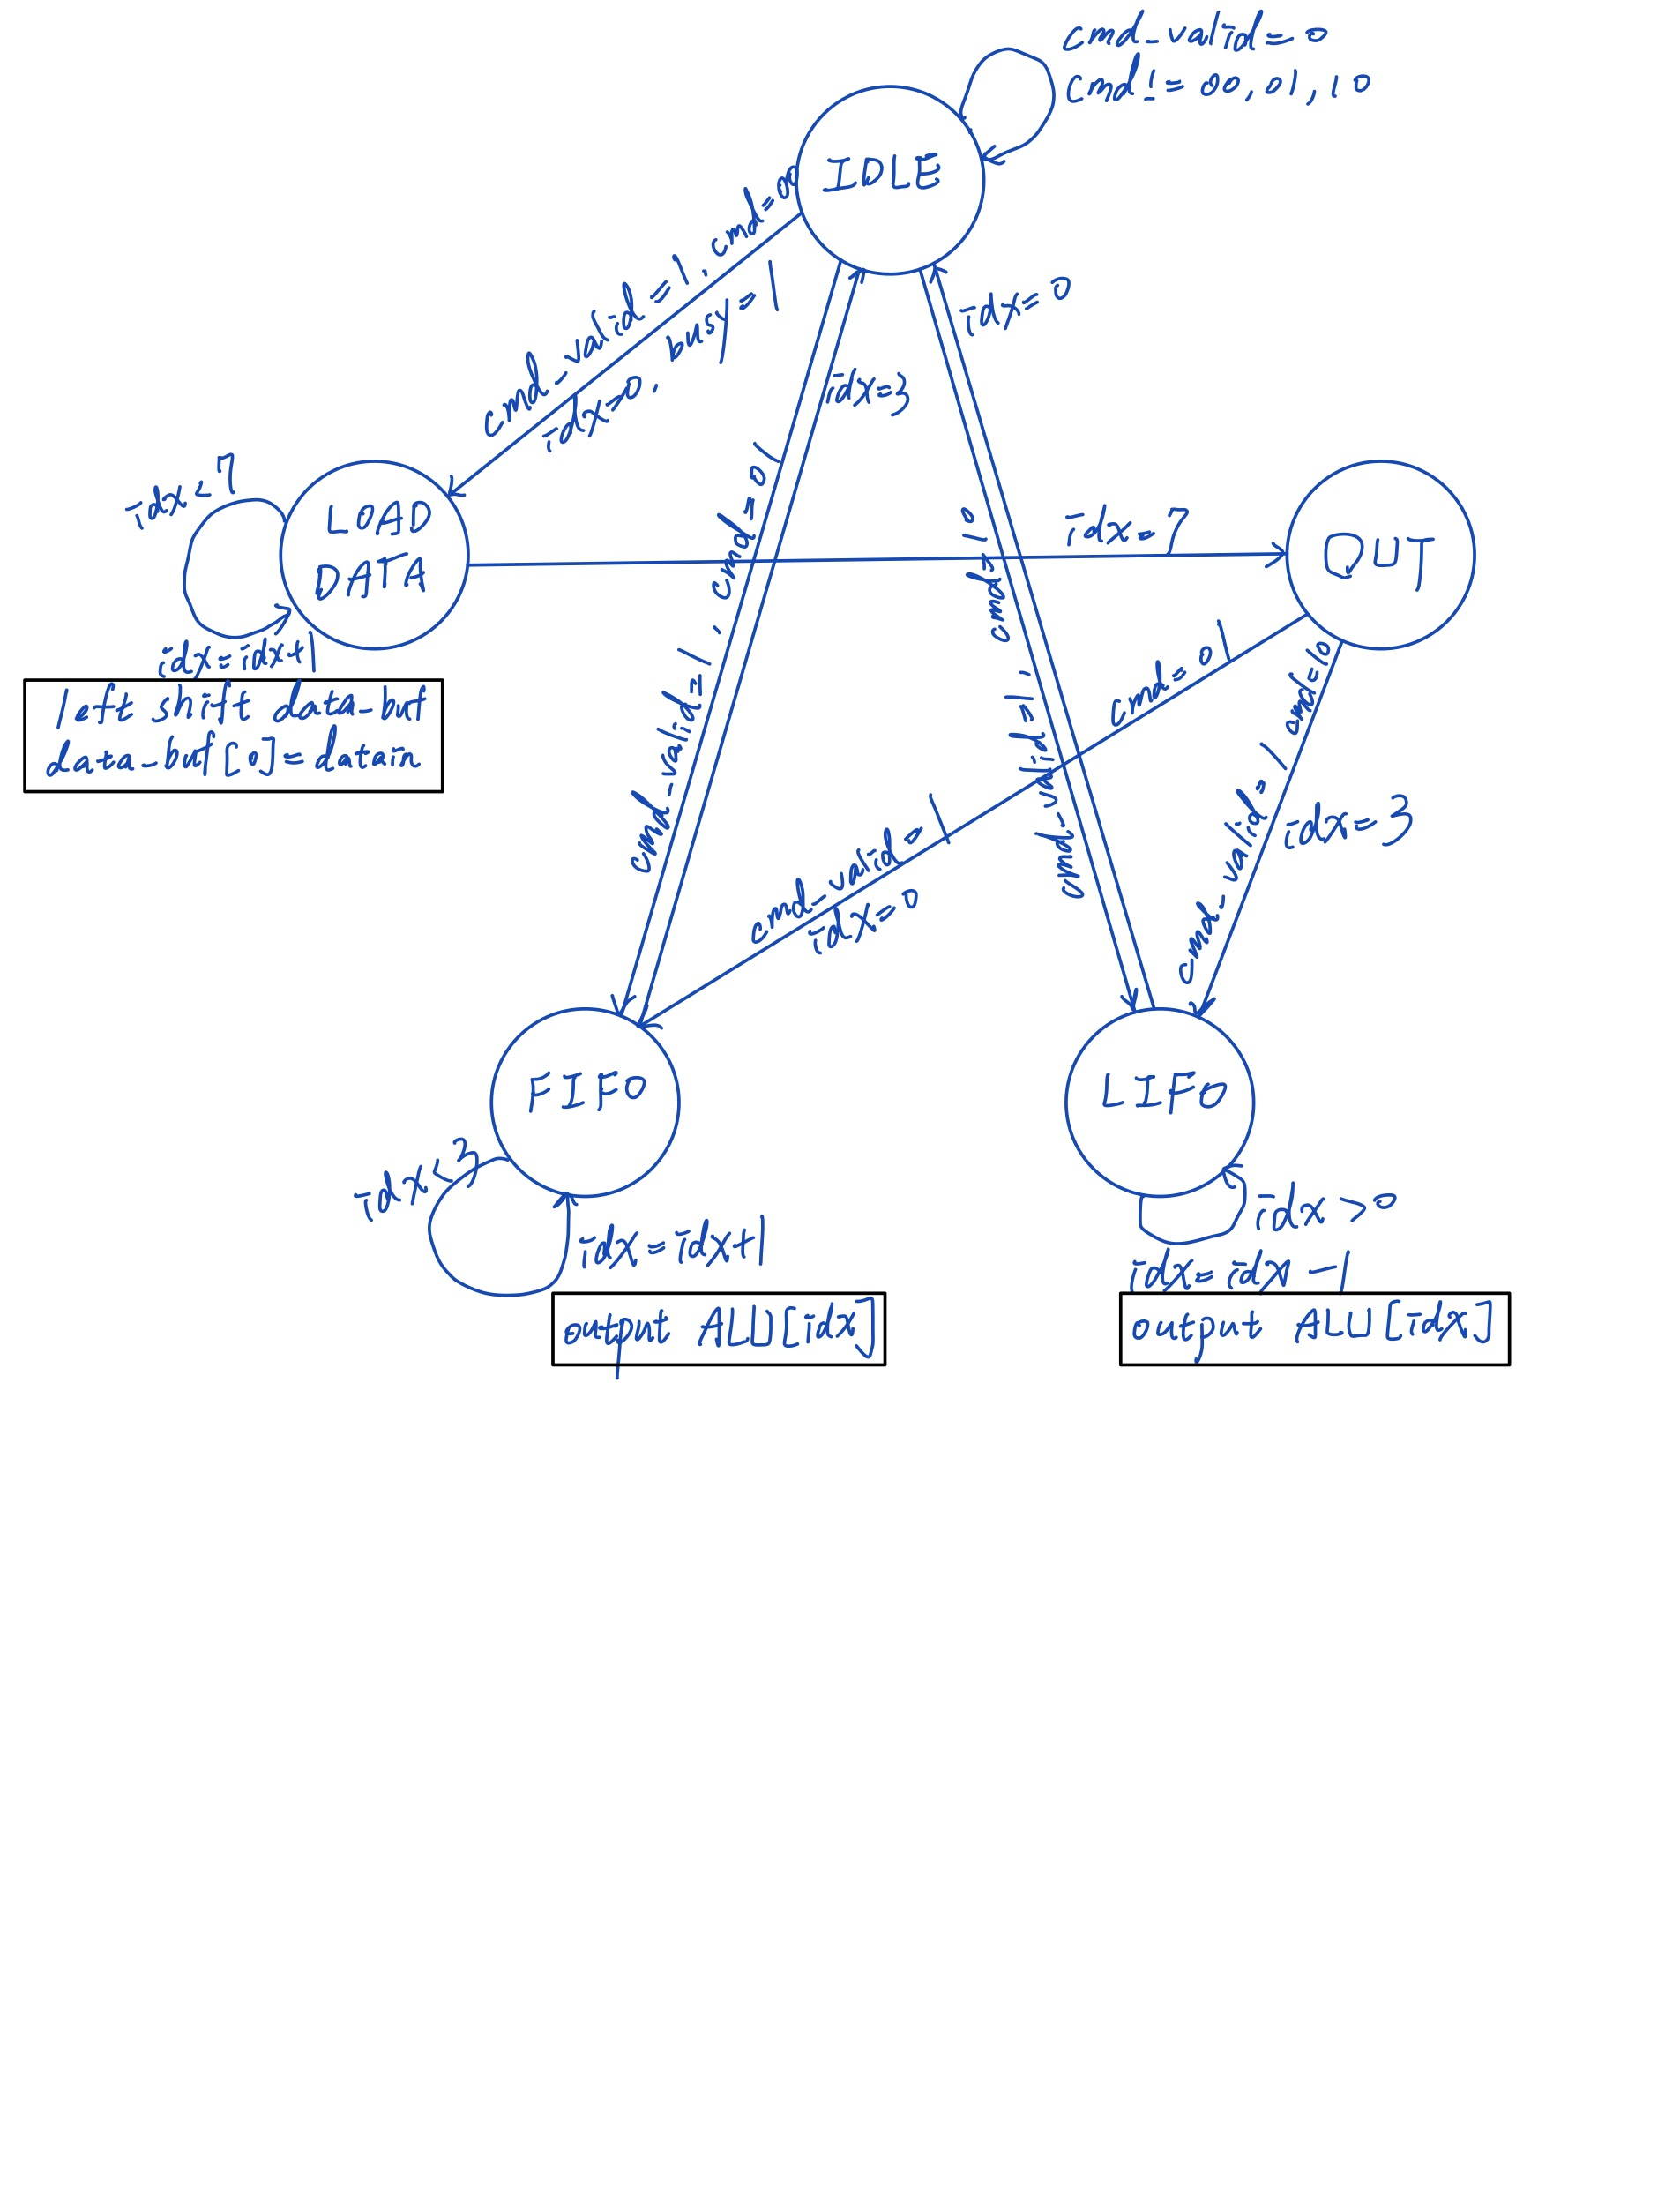 cmd_valid=0
cmd!=00,01,10
IDLE
cmd_valid=1, cmd=00
idx=0, busy=1
idx=0
idx=3
cmd_valid=1, cmd=01
cmd_valid=1, cmd=10
idx<7
LOAD
DATA
idx=idx+1
left shift data_buf
data_buf[0]=datain
idx=7
OUT
cmd_valid=1 cmd=01
idx=0
cmd_valid=1 cmd=10
idx=3
FIFO
idx<3
idx=idx+1
output ALU[idx]
LIFO
idx>0
idx=idx-1
output ALU[idx]